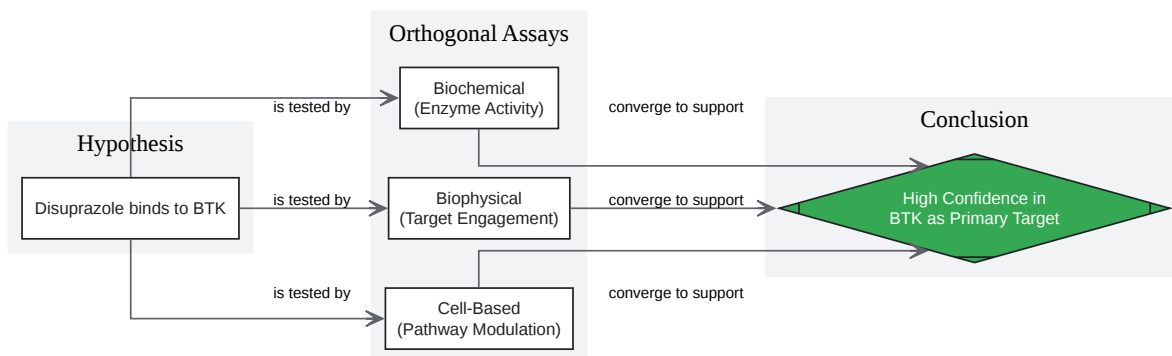 Orthogonal Assays
Biochemical
(Enzyme Activity)
is tested by
converge to support
Hypothesis
Conclusion
Disuprazole binds to BTK
is tested by
Biophysical
(Target Engagement)
converge to support
High Confidence in
BTK as Primary Target
is tested by
Cell-Based
(Pathway Modulation)
converge to support